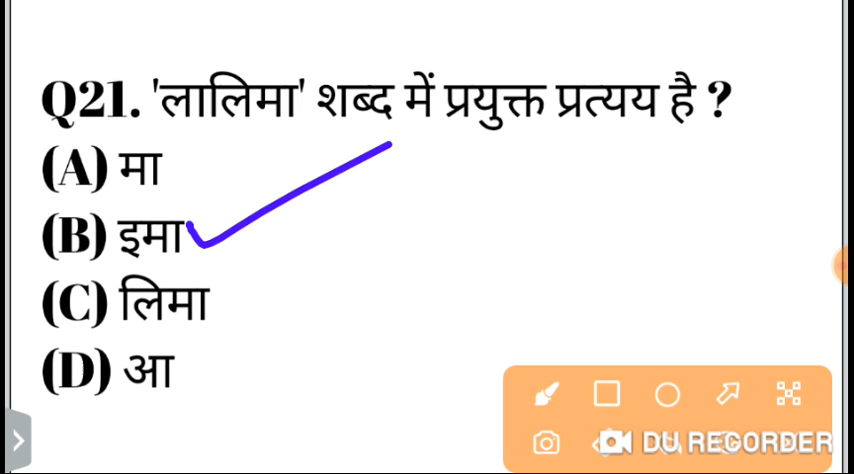 Q21. 'लालिमा' शब्द में प्रयुक्त प्रत्यय है ?
(A) मा
(B) इमा
(C) लिमा
(D) आ
DU RECORDER